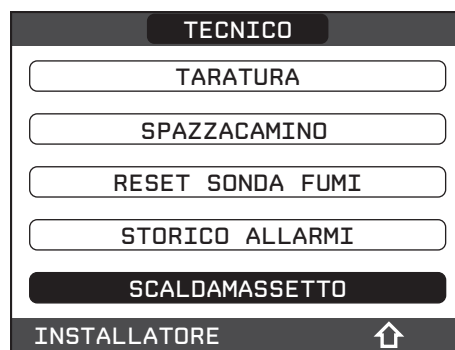 TECNICO
TARATURA
SPAZZACAMINO
RESET SONDA FUMI
STORICO ALLARMI
SCALDAMASSETTO
INSTALLATORE